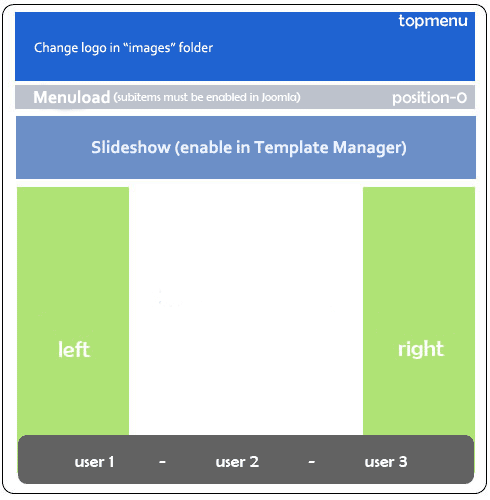 topmenu
Change logo in “images” folder
Menuload (subitems must be enabled in Joomla) position-0
Slideshow (enable in Template Manager)
left right
user 1 - user 2 - user 3